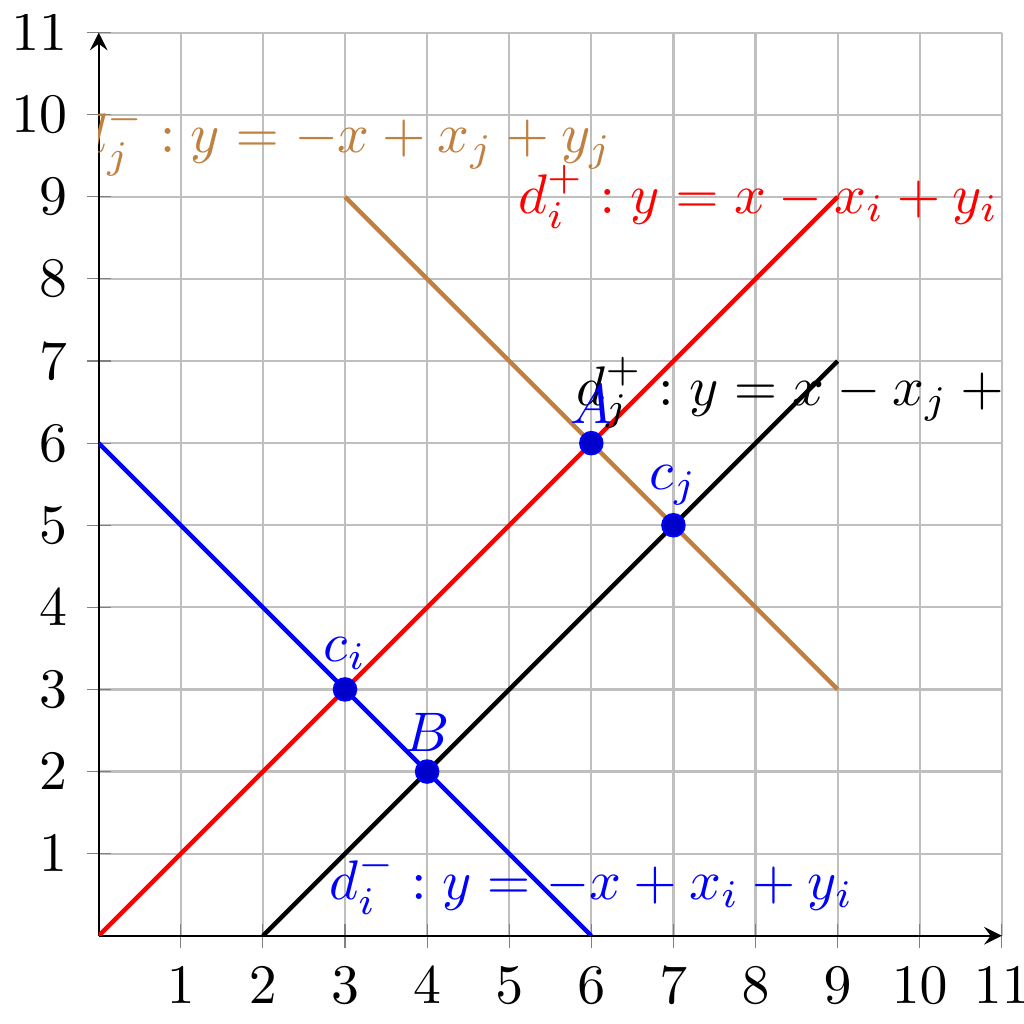 11
10
l_j^- : y = -x + x_j + y_j
9
d_i^+ : y = x - x_i + y_i
8
7
d_j^+ : y = x - x_j +
A
6
c_j
5
4
c_i
3
B
2
1
d_i^- : y = -x + x_i + y_i
1 2 3 4 5 6 7 8 9 10 11